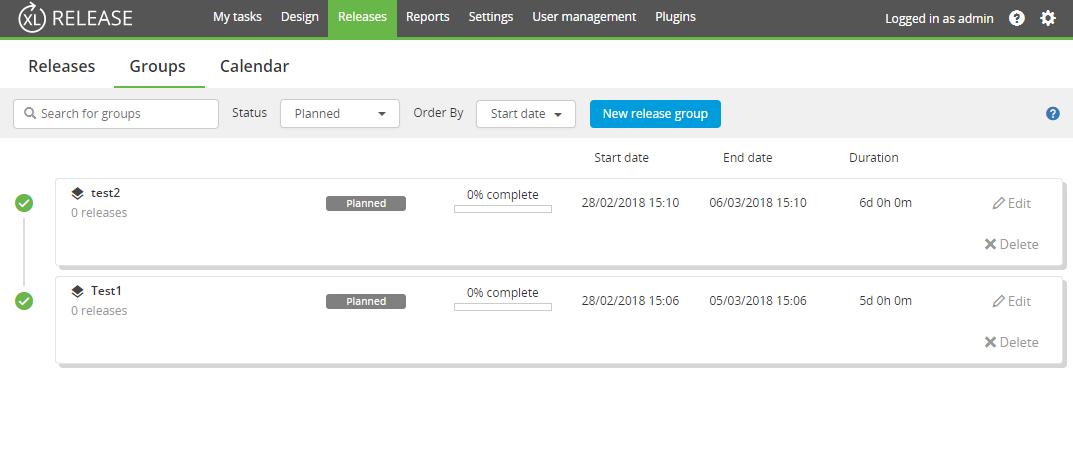 XL RELEASE My tasks Design Releases Reports Settings User management Plugins Logged in as admin ?
Releases Groups Calendar
Search for groups Status Planned Order By Start date New release group ?
Start date End date Duration
test2 Planned 0% complete 28/02/2018 15:10 06/03/2018 15:10 6d 0h 0m Edit
0 releases
Delete
Test1 Planned 0% complete 28/02/2018 15:06 05/03/2018 15:06 5d 0h 0m Edit
0 releases
Delete